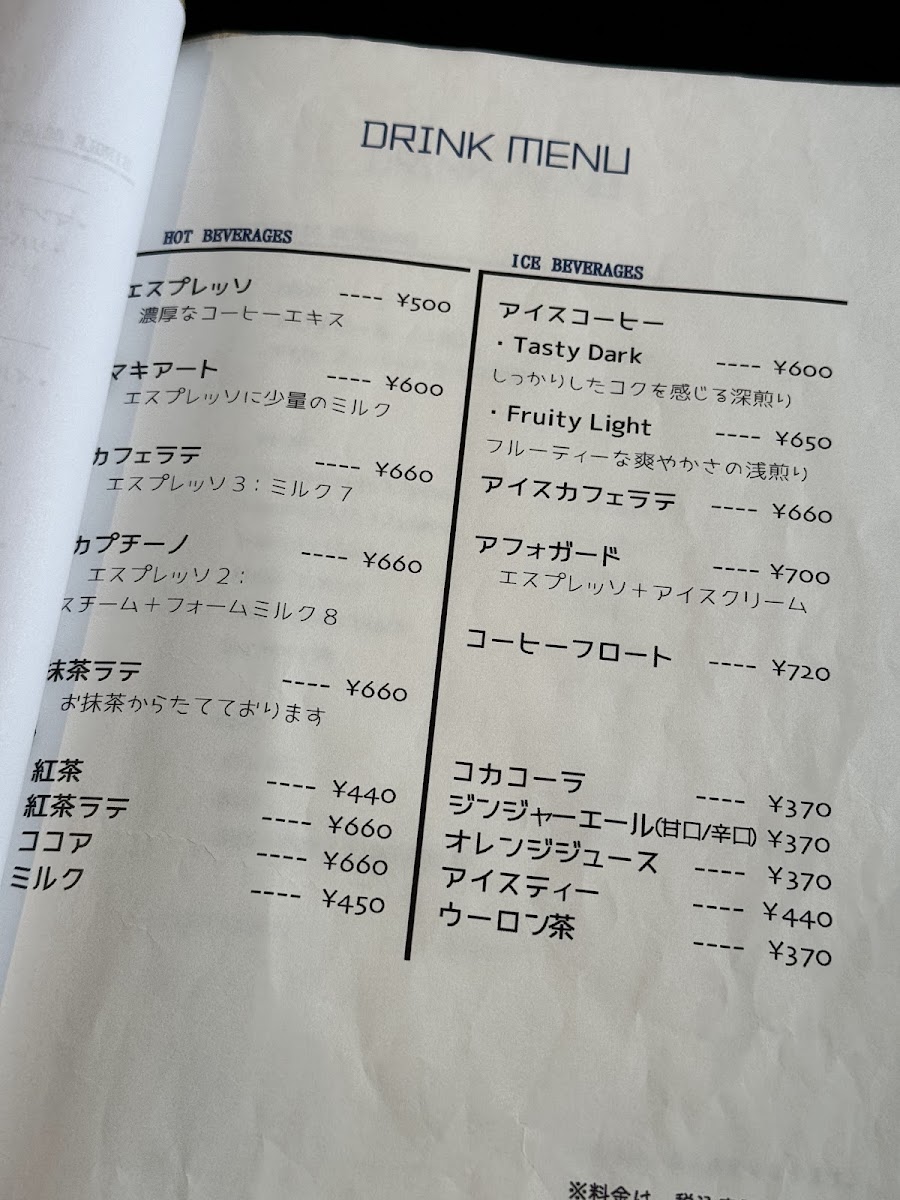 DRINK MENU
HOT BEVERAGES
エスプレッソ ---- ¥500
濃厚なコーヒーエキス
マキアート ---- ¥600
エスプレッソに少量のミルク
カフェラテ ---- ¥660
エスプレッソ3：ミルク7
カプチーノ ---- ¥660
エスプレッソ2：
スチーム＋フォームミルク8
抹茶ラテ ---- ¥660
お抹茶からたてております
紅茶 ---- ¥440
紅茶ラテ ---- ¥660
ココア ---- ¥660
ミルク ---- ¥450
ICE BEVERAGES
アイスコーヒー
・Tasty Dark ---- ¥600
しっかりしたコクを感じる深煎り
・Fruity Light ---- ¥650
フルーティーな爽やかさの浅煎り
アイスカフェラテ ---- ¥660
アフォガード ---- ¥700
エスプレッソ＋アイスクリーム
コーヒーフロート ---- ¥720
コカコーラ ---- ¥370
ジンジャーエール(甘口/辛口) ¥370
オレンジジュース ---- ¥370
アイスティー ---- ¥440
ウーロン茶 ---- ¥370
※料金は、税込